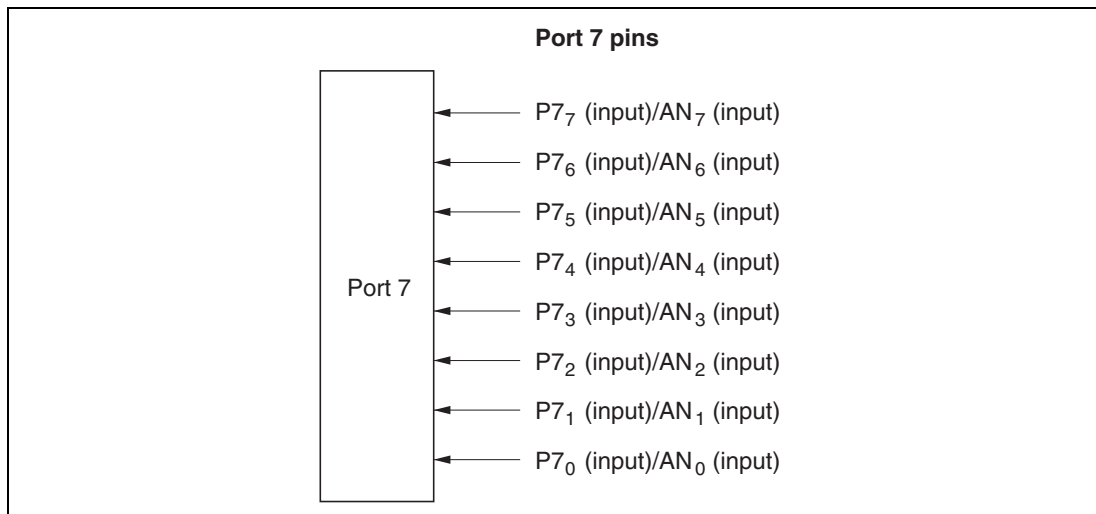 Port 7 pins
P7₇ (input)/AN₇ (input)
P7₆ (input)/AN₆ (input)
P7₅ (input)/AN₅ (input)
P7₄ (input)/AN₄ (input)
Port 7
P7₃ (input)/AN₃ (input)
P7₂ (input)/AN₂ (input)
P7₁ (input)/AN₁ (input)
P7₀ (input)/AN₀ (input)